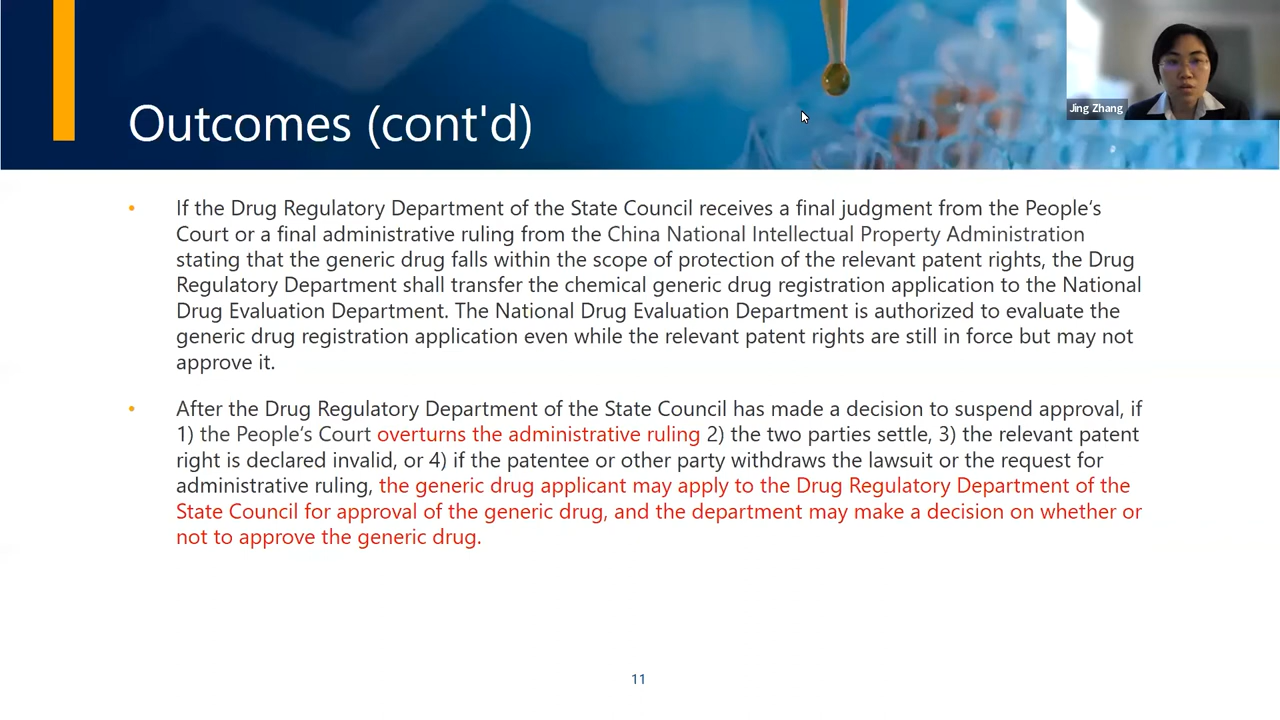 Jing Zhang
Outcomes (cont'd)
• If the Drug Regulatory Department of the State Council receives a final judgment from the People‘s
Court or a final administrative ruling from the China National Intellectual Property Administration
stating that the generic drug falls within the scope of protection of the relevant patent rights, the Drug
Regulatory Department shall transfer the chemical generic drug registration application to the National
Drug Evaluation Department. The National Drug Evaluation Department is authorized to evaluate the
generic drug registration application even while the relevant patent rights are still in force but may not
approve it.
• After the Drug Regulatory Department of the State Council has made a decision to suspend approval, if
1) the People‘s Court overturns the administrative ruling 2) the two parties settle, 3) the relevant patent
right is declared invalid, or 4) if the patentee or other party withdraws the lawsuit or the request for
administrative ruling, the generic drug applicant may apply to the Drug Regulatory Department of the
State Council for approval of the generic drug, and the department may make a decision on whether or
not to approve the generic drug.
11